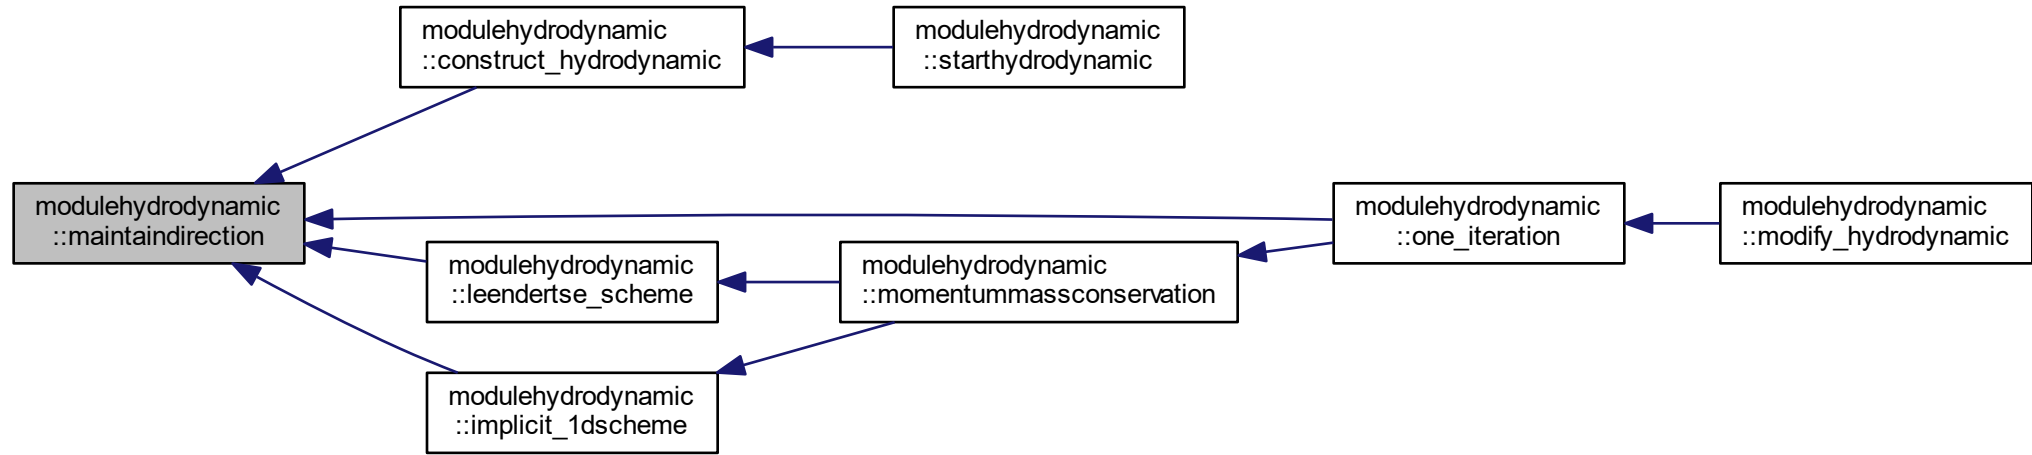 modulehydrodynamic
::construct_hydrodynamic
modulehydrodynamic
::starthydrodynamic
modulehydrodynamic
::maintaindirection
modulehydrodynamic
::one_iteration
modulehydrodynamic
::modify_hydrodynamic
modulehydrodynamic
::leendertse_scheme
modulehydrodynamic
::momentummassconservation
modulehydrodynamic
::implicit_1dscheme